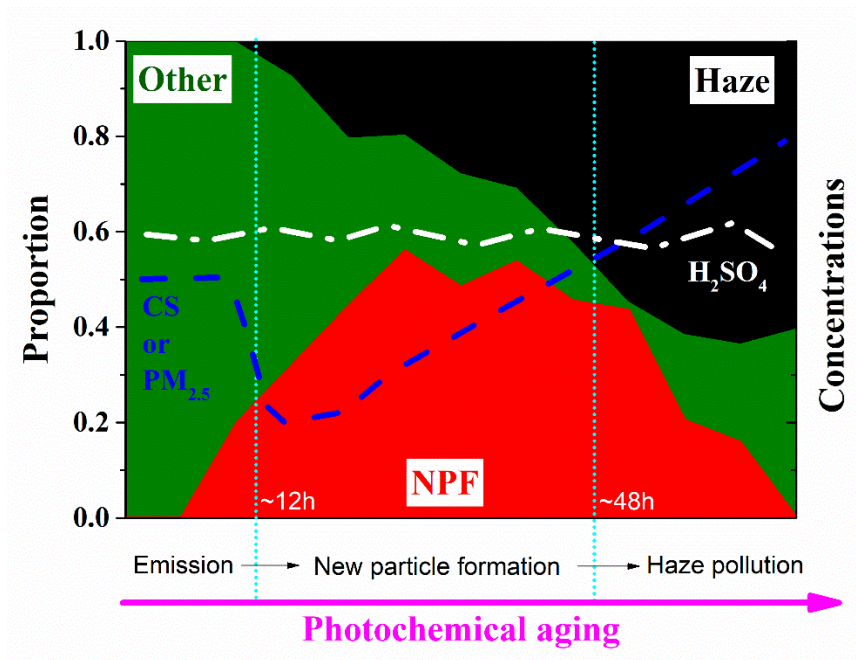 1.0
0.8
0.6
0.4
0.2
0.0
Proportion
Other
Haze
CS
or
PM2.5
H2SO4
NPF
~12h
~48h
Concentrations
Emission → New particle formation → Haze pollution
Photochemical aging